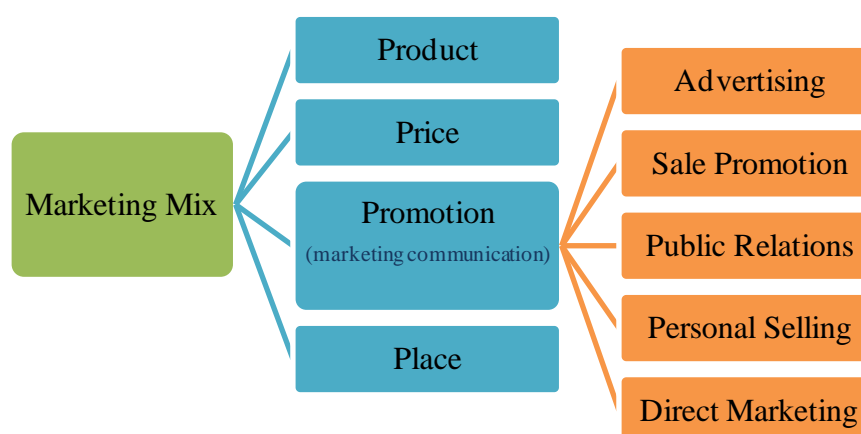 Marketing Mix
Product
Price
Promotion
(marketing communication)
Place
Advertising
Sale Promotion
Public Relations
Personal Selling
Direct Marketing